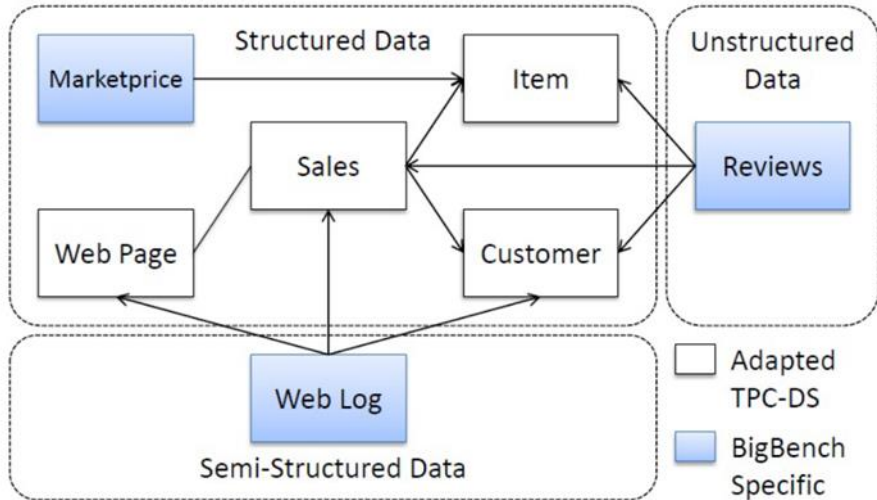 Structured Data
Marketprice
Item
Sales
Web Page
Customer
Unstructured
Data
Reviews
Web Log
Semi-Structured Data
Adapted
TPC-DS
BigBench
Specific